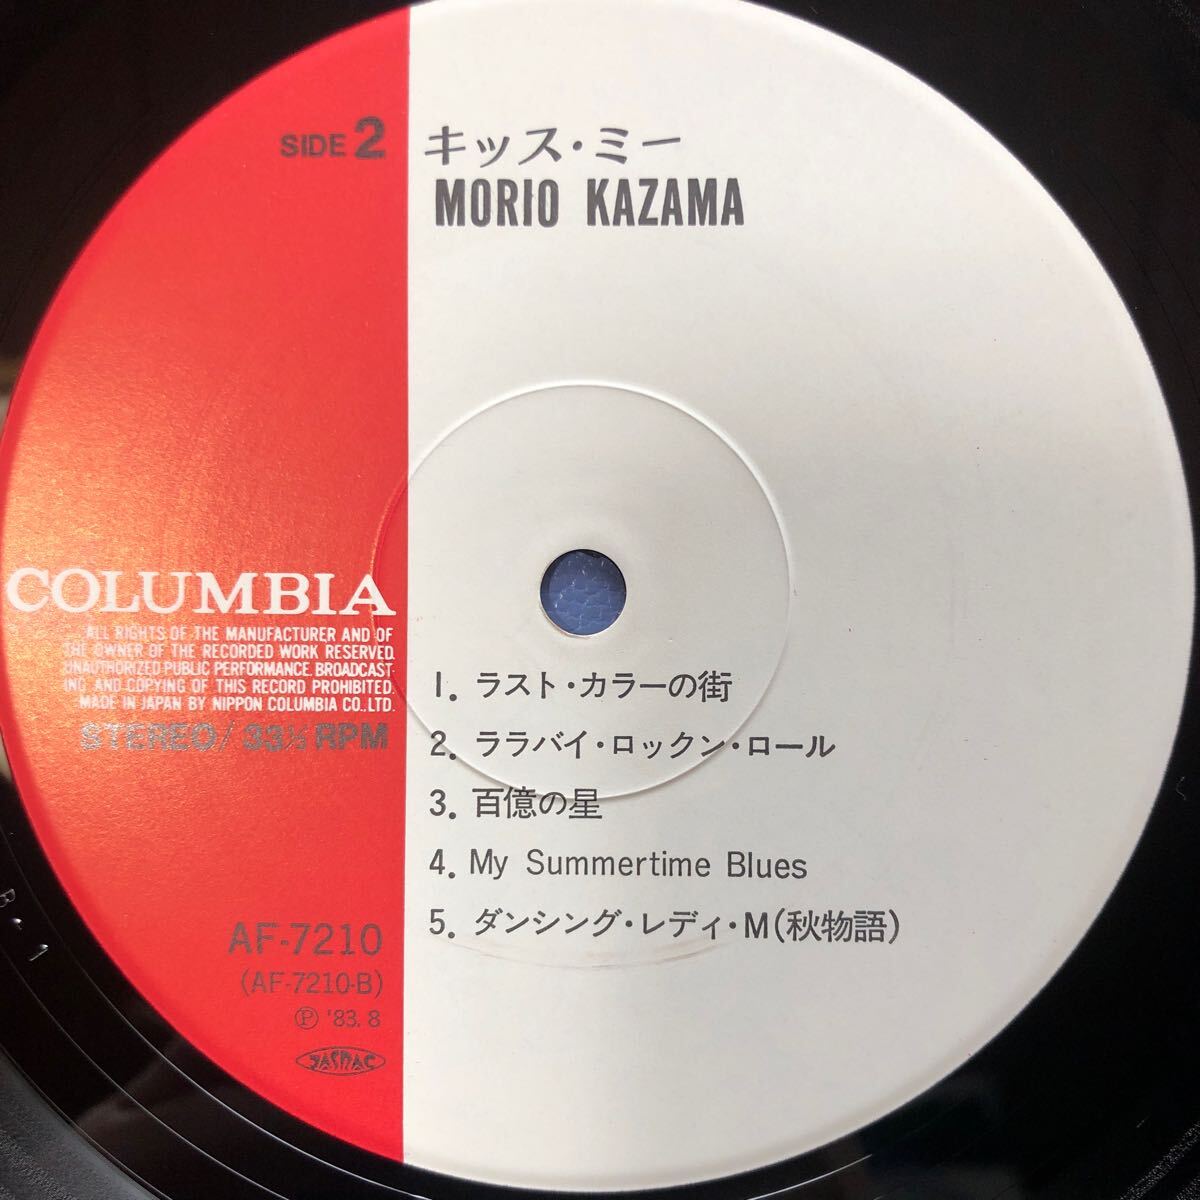 SIDE 2
キッス・ミー
MORIO KAZAMA
COLUMBIA
ALL RIGHTS OF THE MANUFACTURER AND OF
THE OWNER OF THE RECORDED WORK RESERVED.
UNAUTHORIZED PUBLIC PERFORMANCE. BROADCAST-
ING AND COPYING OF THIS RECORD PROHIBITED.
MADE IN JAPAN BY NIPPON COLUMBIA CO.,LTD.
STEREO/33⅓ RPM
1. ラスト・カラーの街
2. ララバイ・ロックン・ロール
3. 百億の星
4. My Summertime Blues
5. ダンシング・レディ・M(秋物語)
AF-7210
(AF-7210-B)
Ⓟ '83. 8
JASRAC
B-1